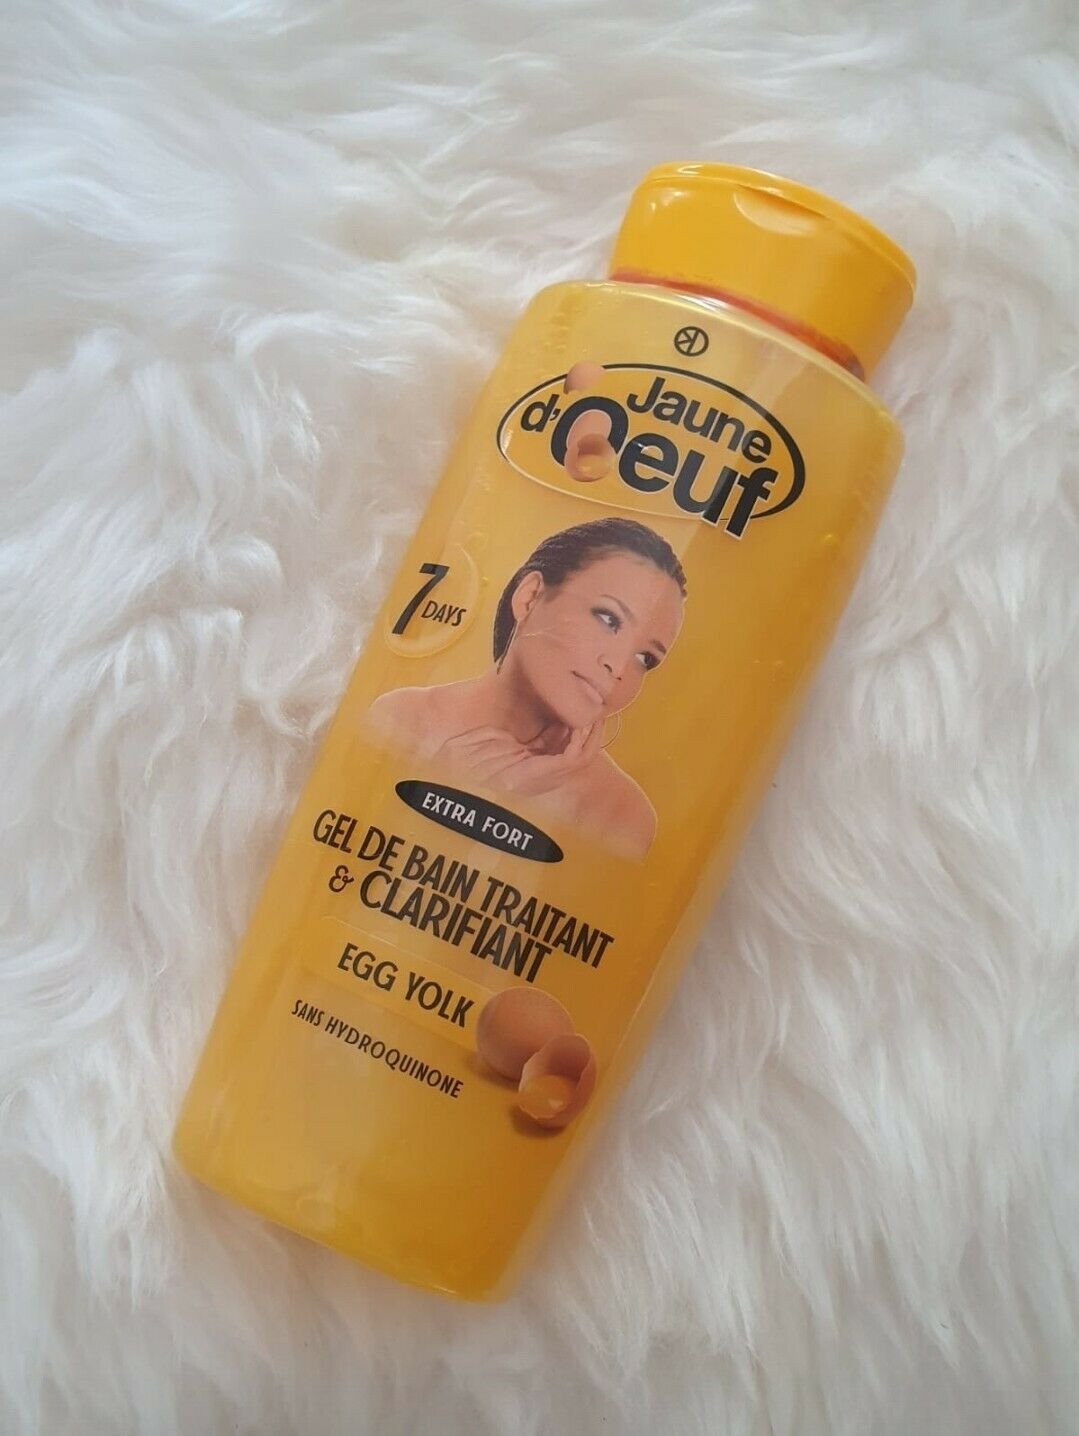 Jaune
d'Oeuf
7 DAYS
EXTRA FORT
GEL DE BAIN TRAITANT
& CLARIFIANT
EGG YOLK
SANS HYDROQUINONE